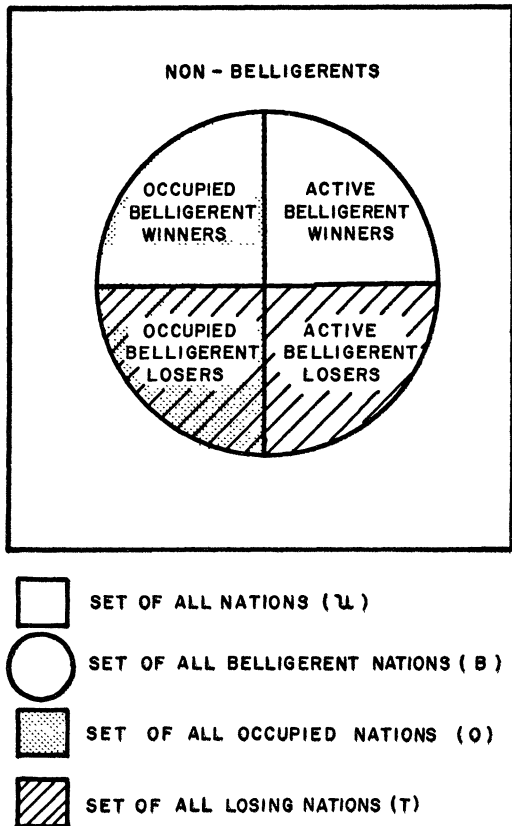 NON - BELLIGERENTS
OCCUPIED
BELLIGERENT
WINNERS
ACTIVE
BELLIGERENT
WINNERS
OCCUPIED
BELLIGERENT
LOSERS
ACTIVE
BELLIGERENT
LOSERS
SET OF ALL NATIONS (U)
SET OF ALL BELLIGERENT NATIONS (B)
SET OF ALL OCCUPIED NATIONS (O)
SET OF ALL LOSING NATIONS (T)